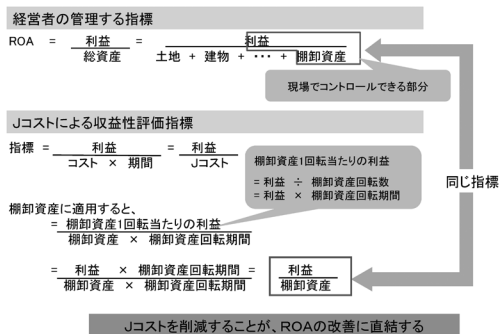 経営者の管理する指標
ROA = 利益 = 利益
総資産 土地 + 建物 + ･･･ + 棚卸資産
現場でコントロールできる部分
Jコストによる収益性評価指標
指標 = 利益 = 利益
コスト × 期間 Jコスト
棚卸資産1回転当たりの利益
= 利益 ÷ 棚卸資産回転数
= 利益 × 棚卸資産回転期間
同じ指標
棚卸資産に適用すると、
= 棚卸資産1回転当たりの利益
棚卸資産 × 棚卸資産回転期間
= 利益 × 棚卸資産回転期間 = 利益
棚卸資産 × 棚卸資産回転期間 棚卸資産
Jコストを削減することが、ROAの改善に直結する